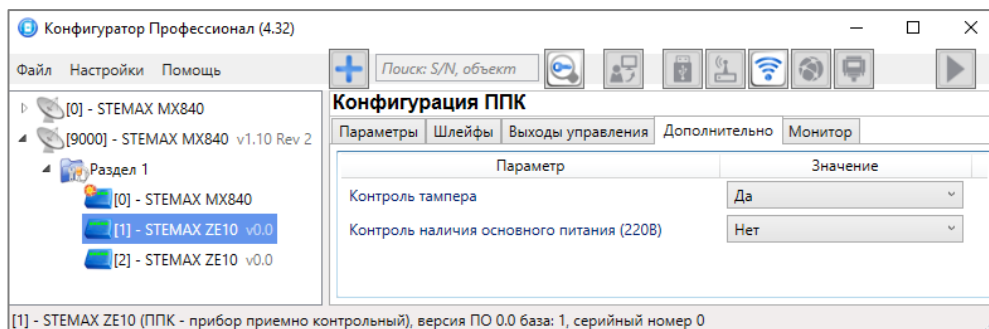 Конфигуратор Профессионал (4.32)
Файл Настройки Помощь
Поиск: S/N, объект
[0] - STEMAX MX840
[9000] - STEMAX MX840 v1.10 Rev 2
Раздел 1
[0] - STEMAX MX840
[1] - STEMAX ZE10 v0.0
[2] - STEMAX ZE10 v0.0
Конфигурация ППК
Параметры Шлейфы Выходы управления Дополнительно Монитор
Параметр Значение
Контроль тампера Да
Контроль наличия основного питания (220В) Нет
[1] - STEMAX ZE10 (ППК - прибор приемно контрольный), версия ПО 0.0 база: 1, серийный номер 0